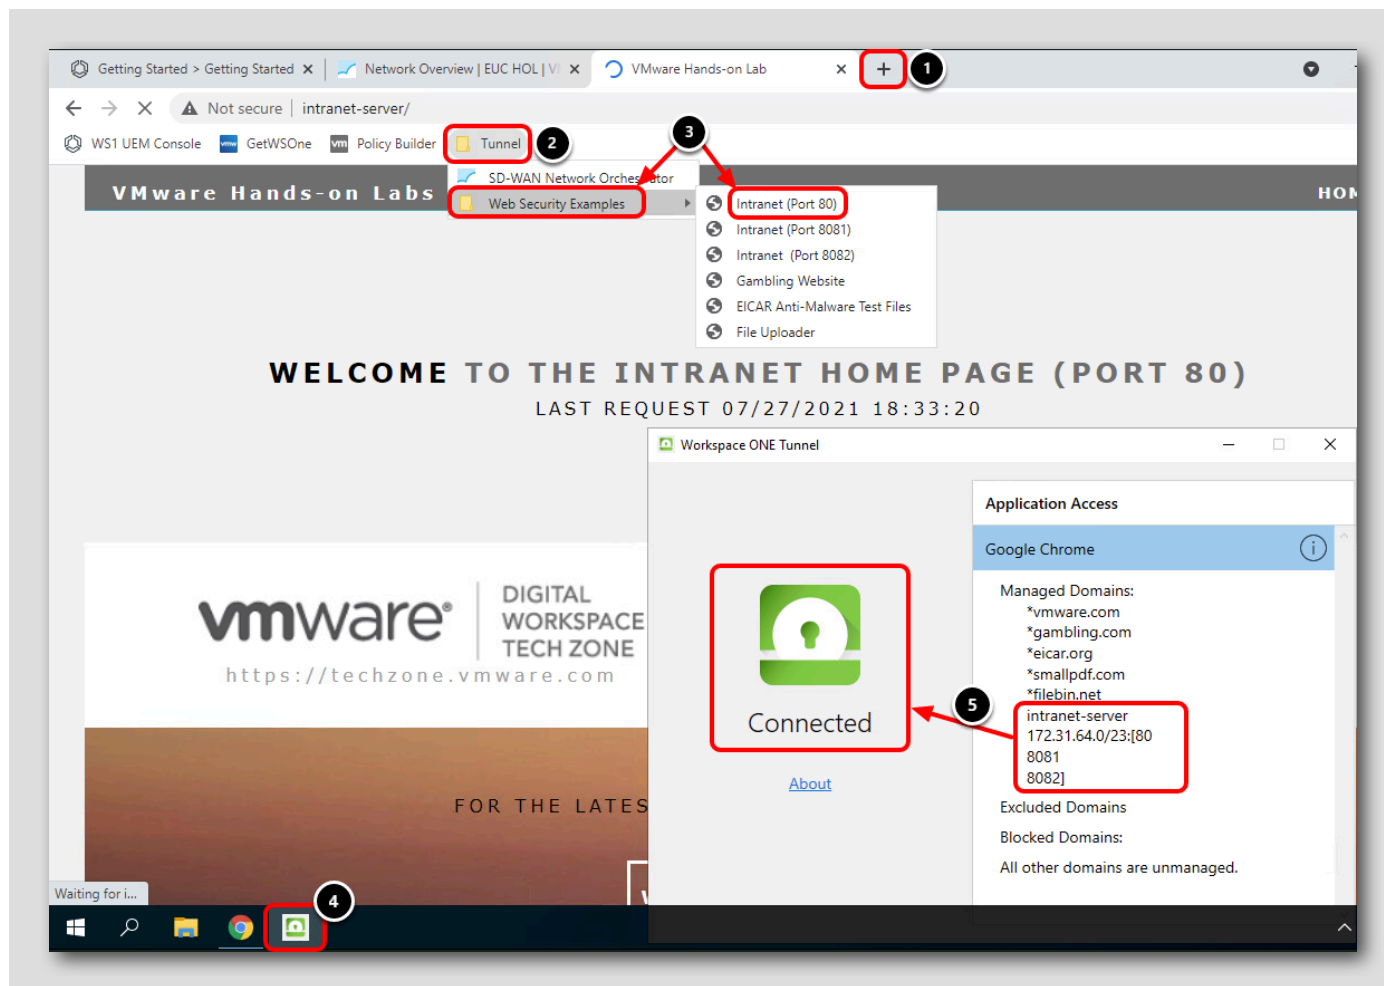 Getting Started > Getting Started
Network Overview | EUC HOL | V
VMware Hands-on Lab
1
Not secure | intranet-server/
WS1 UEM Console
GetWSOne
Policy Builder
Tunnel
2
3
VMware Hands-on Labs
SD-WAN Network Orchestrator
Web Security Examples
Intranet (Port 80)
Intranet (Port 8081)
Intranet (Port 8082)
Gambling Website
EICAR Anti-Malware Test Files
File Uploader
HOM
WELCOME TO THE INTRANET HOME PAGE (PORT 80)
LAST REQUEST 07/27/2021 18:33:20
vmware®
DIGITAL
WORKSPACE
TECH ZONE
https://techzone.vmware.com
FOR THE LATES
Workspace ONE Tunnel
Connected
About
Application Access
Google Chrome
Managed Domains:
*vmware.com
*gambling.com
*eicar.org
*smallpdf.com
*filebin.net
intranet-server
172.31.64.0/23:[80
8081
8082]
5
Excluded Domains
Blocked Domains:
All other domains are unmanaged.
Waiting for i...
4